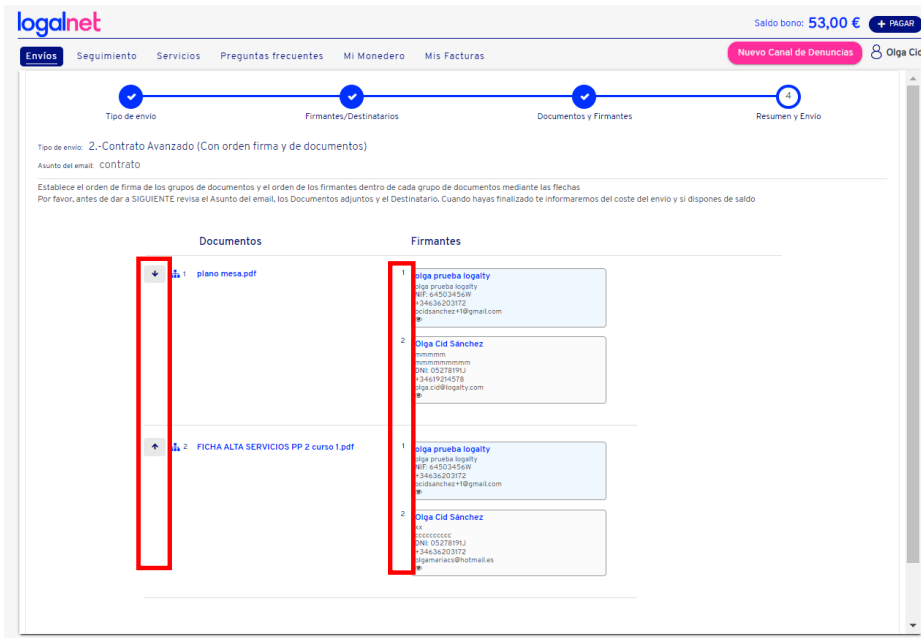 logalnet
Saldo bono: 53,00 € + PAGAR
Envíos Seguimiento Servicios Preguntas frecuentes Mi Monedero Mis Facturas Nuevo Canal de Denuncias Olga Cid
4
Tipo de envío Firmantes/Destinatarios Documentos y Firmantes Resumen y Envío
Tipo de envío: 2.-Contrato Avanzado (Con orden firma y de documentos)
Asunto del email: contrato
Establece el orden de firma de los grupos de documentos y el orden de los firmantes dentro de cada grupo de documentos mediante las flechas
Por favor, antes de dar a SIGUIENTE revisa el Asunto del email, los Documentos adjuntos y el Destinatario. Cuando hayas finalizado te informaremos del coste del envío y si dispones de saldo
Documentos Firmantes
1 plano mesa.pdf
1 olga prueba logalty
olga prueba logalty
NIF: 64503456W
+34636203172
ocidsanchez+1@gmail.com
2 Olga Cid Sánchez
mmmmm
mmmmmmmmm
DNI: 05278191J
+34619214578
olga.cid@logalty.com
2 FICHA ALTA SERVICIOS PP 2 curso 1.pdf
1 olga prueba logalty
olga prueba logalty
NIF: 64503456W
+34636203172
ocidsanchez+1@gmail.com
2 Olga Cid Sánchez
xx
cccccccccc
DNI: 05278191J
+34636203172
olgamariacs@hotmail.es